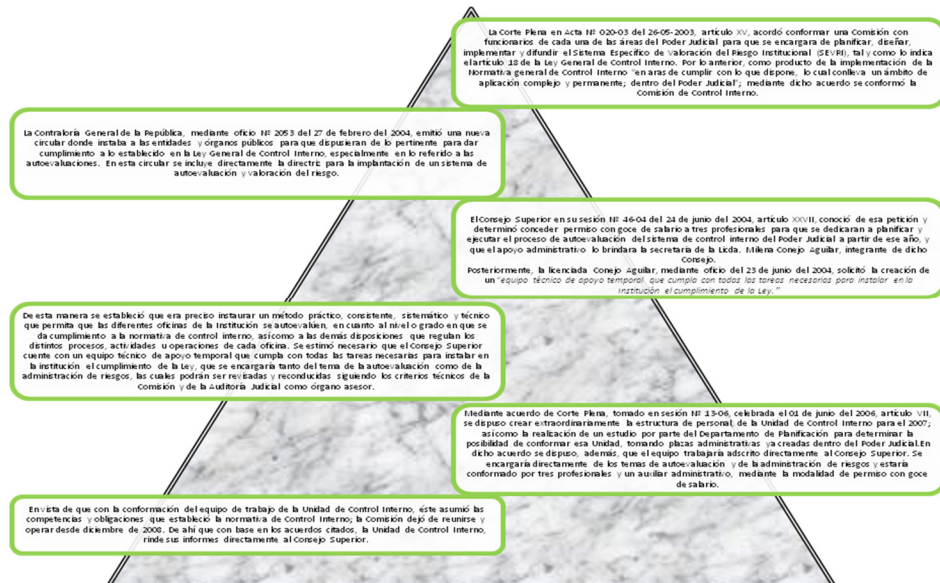 La Corte Plena en Acta Nº 020-03 del 26-05-2003, artículo XV, acordó conformar una Comisión con
funcionarios de cada una de las áreas del Poder Judicial para que se encargara de planificar, diseñar,
implementar y difundir el Sistema Específico de Valoración del Riesgo Institucional (SEVRI), tal y como lo indica
el artículo 18 de la Ley General de Control Interno. Por lo anterior, como producto de la implementación de la
Normativa general de Control Interno "en aras de cumplir con lo que dispone, lo cual conlleva un ámbito de
aplicación complejo y permanente; dentro del Poder Judicial"; mediante dicho acuerdo se conformó la
Comisión de Control Interno.
La Contraloría General de la República, mediante oficio Nº 2053 del 27 de febrero del 2004, emitió una nueva
circular donde instaba a las entidades y órganos públicos para que dispusieran de lo pertinente para dar
cumplimiento a lo establecido en la Ley General de Control Interno, especialmente en lo referido a las
autoevaluaciones. En esta circular se incluye directamente la directriz para la implantación de un sistema de
autoevaluación y valoración del riesgo.
El Consejo Superior en su sesión Nº 46-04 del 24 de junio del 2004, artículo XXVII, conoció de esa petición y
determinó conceder permiso con goce de salario a tres profesionales para que se dedicaran a planificar y
ejecutar el proceso de autoevaluación del sistema de control interno del Poder Judicial a partir de ese año, y
que el apoyo administrativo lo brindara la secretaría de la Licda. Milena Conejo Aguilar, integrante de dicho
Consejo.
Posteriormente, la licenciada Conejo Aguilar, mediante oficio del 23 de junio del 2004, solicitó la creación de
un "equipo técnico de apoyo temporal, que cumpla con todas las tareas necesarias para instalar en la
Institución el cumplimiento de la Ley."
De esta manera se estableció que era preciso instaurar un método práctico, consistente, sistemático y técnico
que permita que las diferentes oficinas de la Institución se autoevalúen, en cuanto al nivel o grado en que se
da cumplimiento a la normativa de control interno, así como a las demás disposiciones que regulan los
distintos procesos, actividades u operaciones de cada oficina. Se estimó necesario que el Consejo Superior
cuente con un equipo técnico de apoyo temporal que cumpla con todas las tareas necesarias para instalar en
la institución el cumplimiento de la Ley, que se encargaría tanto del tema de la autoevaluación como de la
administración de riesgos, las cuales podrán ser revisadas y reconducidas siguiendo los criterios técnicos de la
Comisión y de la Auditoría Judicial como órgano asesor.
Mediante acuerdo de Corte Plena, tomado en sesión Nº 13-06, celebrada el 01 de junio del 2006, artículo VII,
se dispuso crear extraordinariamente la estructura de personal, de la Unidad de Control Interno para el 2007;
así como la realización de un estudio por parte del Departamento de Planificación para determinar la
posibilidad de conformar esa Unidad, tomando plazas administrativas ya creadas dentro del Poder Judicial.En
dicho acuerdo se dispuso, además, que el equipo trabajaría adscrito directamente al Consejo Superior. Se
encargaría directamente de los temas de autoevaluación y de la administración de riesgos y estaría
conformado por tres profesionales y un auxiliar administrativo, mediante la modalidad de permiso con goce
de salario.
En vista de que con la conformación del equipo de trabajo de la Unidad de Control Interno, éste asumió las
competencias y obligaciones que estableció la normativa de Control Interno; la Comisión dejó de reunirse y
operar desde diciembre de 2008. De ahí que con base en los acuerdos citados, la Unidad de Control Interno,
rinde sus informes directamente al Consejo Superior.